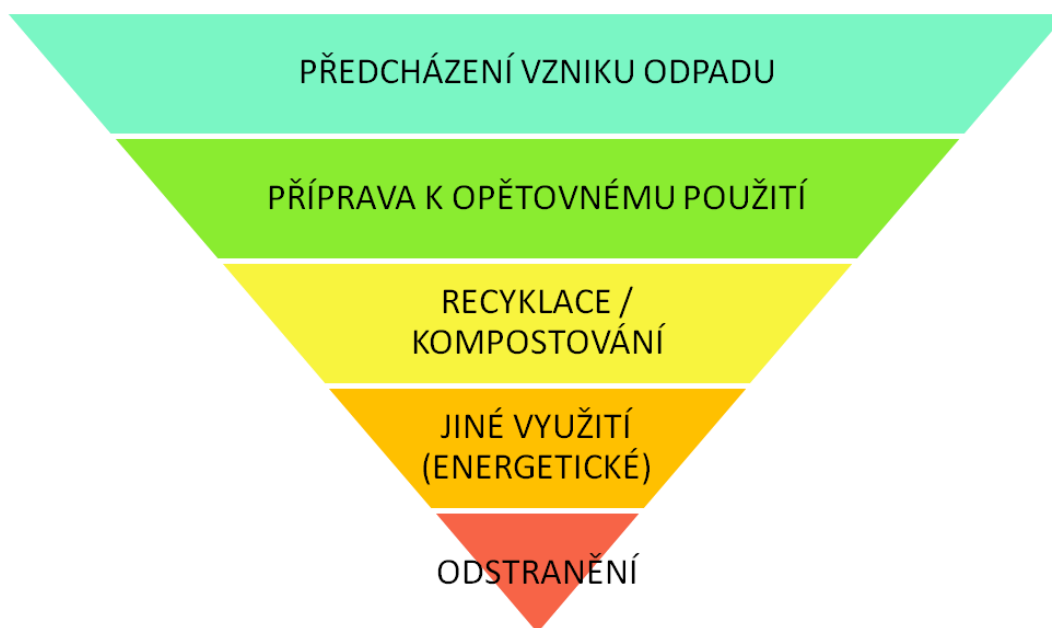 PŘEDCHÁZENÍ VZNIKU ODPADU
PŘÍPRAVA K OPĚTOVNÉMU POUŽITÍ
RECYKLACE /
KOMPOSTOVÁNÍ
JINÉ VYUŽITÍ
(ENERGETICKÉ)
ODSTRANĚNÍ